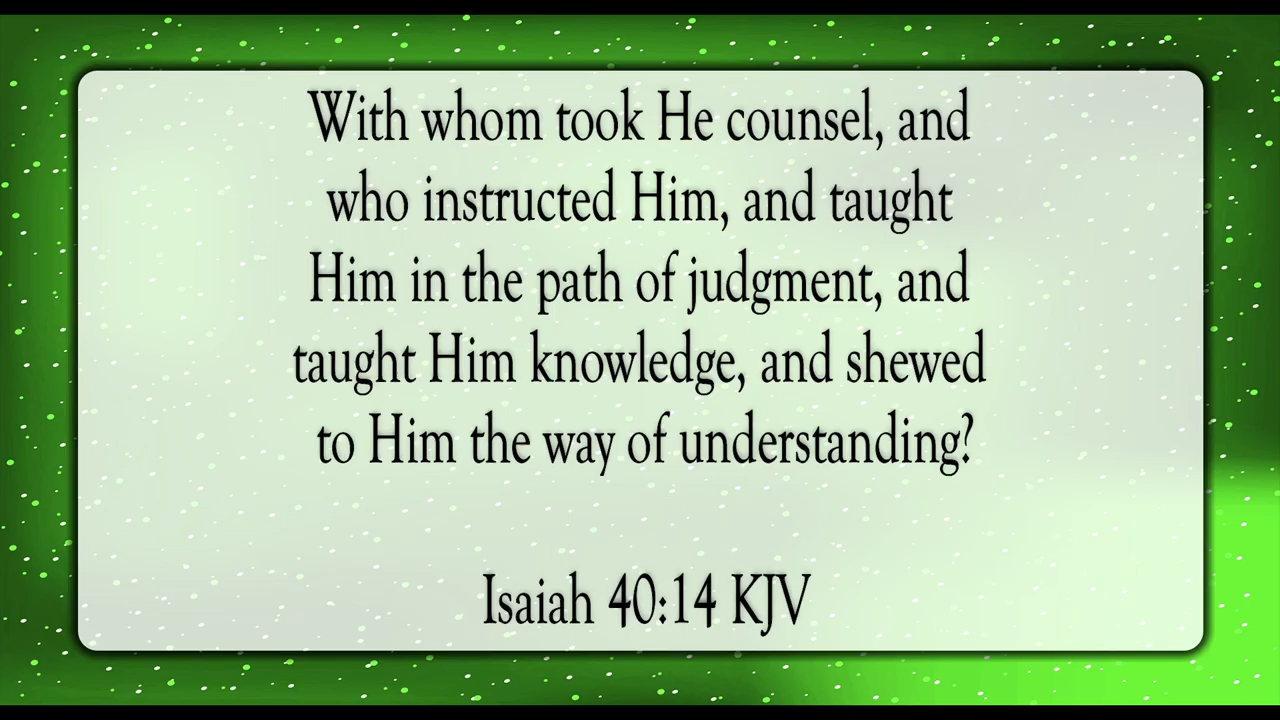 With whom took He counsel, and
who instructed Him, and taught
Him in the path of judgment, and
taught Him knowledge, and shewed
to Him the way of understanding?
Isaiah 40:14 KJV